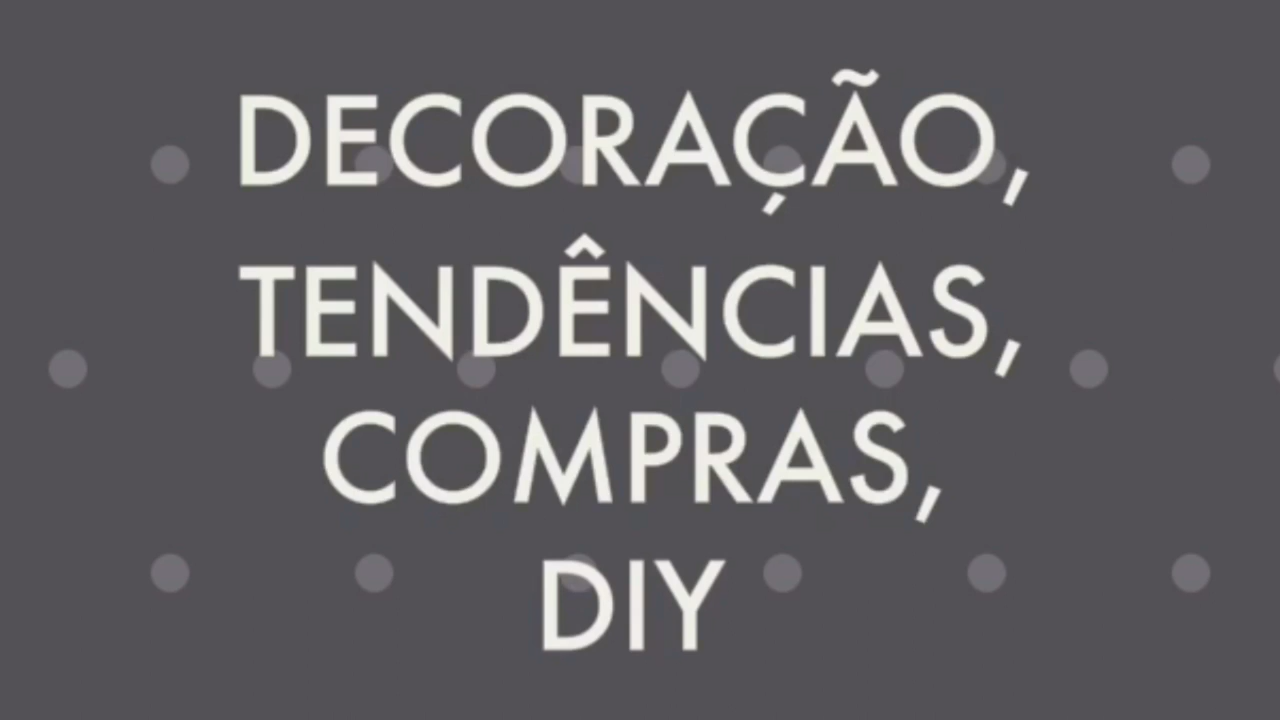 DECORAÇÃO,
TENDÊNCIAS,
COMPRAS,
DIY